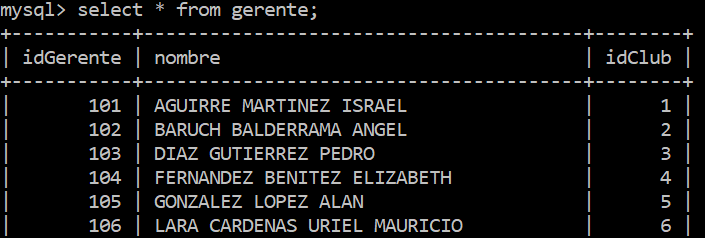 mysql> select * from gerente;
+-----------+------------------------------------------+--------+
| idGerente | nombre                                   | idClub |
+-----------+------------------------------------------+--------+
|       101 | AGUIRRE MARTINEZ ISRAEL                  |      1 |
|       102 | BARUCH BALDERRAMA ANGEL                  |      2 |
|       103 | DIAZ GUTIERREZ PEDRO                     |      3 |
|       104 | FERNANDEZ BENITEZ ELIZABETH              |      4 |
|       105 | GONZALEZ LOPEZ ALAN                      |      5 |
|       106 | LARA CARDENAS URIEL MAURICIO             |      6 |